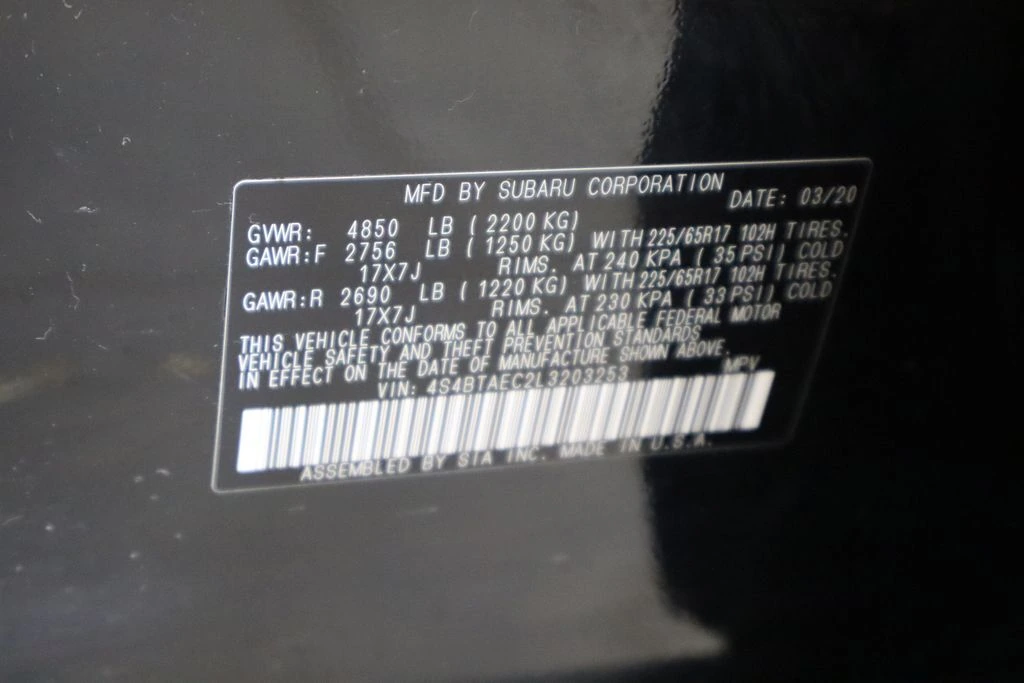 MFD BY SUBARU CORPORATION DATE: 03/20
GVWR: 4850 LB ( 2200 KG)
GAWR:F 2756 LB ( 1250 KG) WITH 225/65R17 102H TIRES.
17X7J RIMS. AT 240 KPA ( 35 PSI) COLD
GAWR:R 2690 LB ( 1220 KG) WITH 225/65R17 102H TIRES.
17X7J RIMS. AT 230 KPA ( 33 PSI) COLD
THIS VEHICLE CONFORMS TO ALL APPLICABLE FEDERAL MOTOR
VEHICLE SAFETY AND THEFT PREVENTION STANDARDS
IN EFFECT ON THE DATE OF MANUFACTURE SHOWN ABOVE.
VIN: 4S4BTAEC2L3203253 MPV
ASSEMBLED BY SIA INC. MADE IN U.S.A.